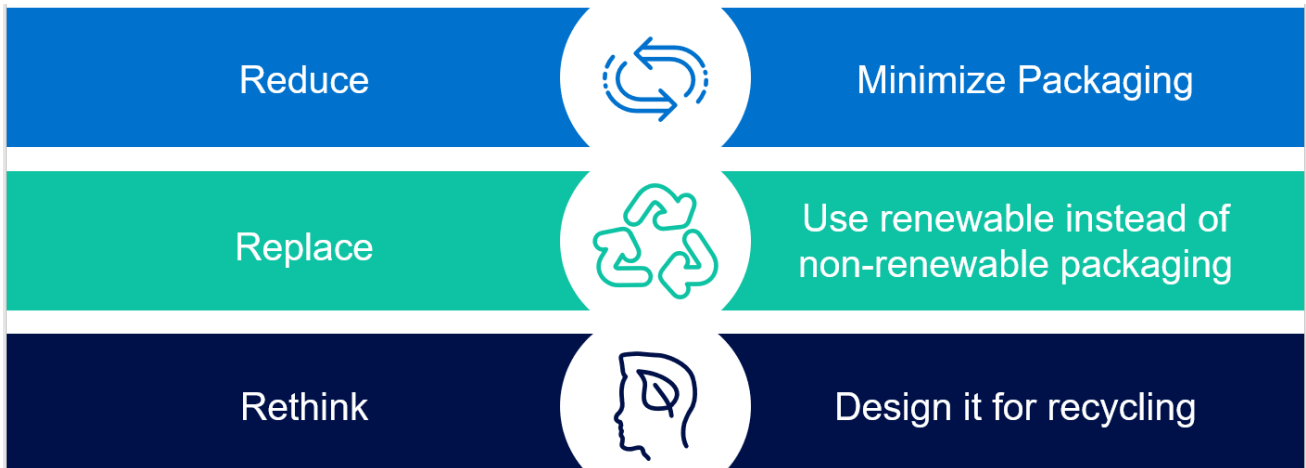 Reduce
Minimize Packaging
Replace
Use renewable instead of
non-renewable packaging
Rethink
Design it for recycling